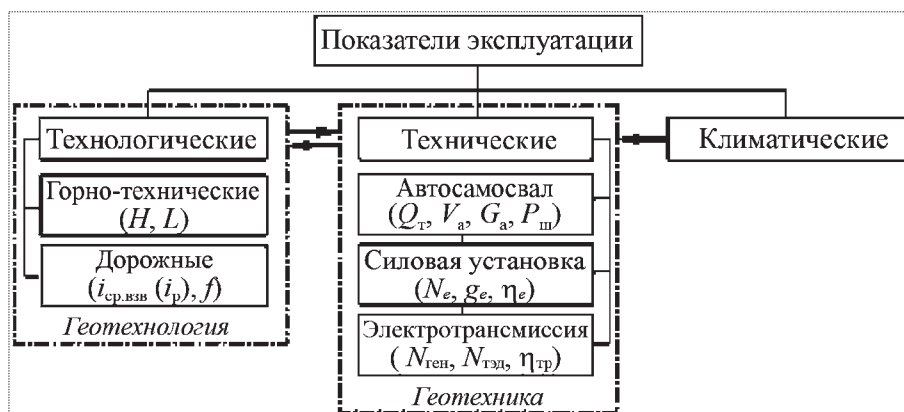 Показатели эксплуатации
Технологические
Технические
Климатические
Горно-технические
(H, L)
Дорожные
(iср.взв (iр), f)
Геотехнология
Автосамосвал
(Qт, Vа, Gа, Pш)
Силовая установка
(Ne, ge, ηe)
Электротрансмиссия
( Nген, Nтэд, ηтр)
Геотехника